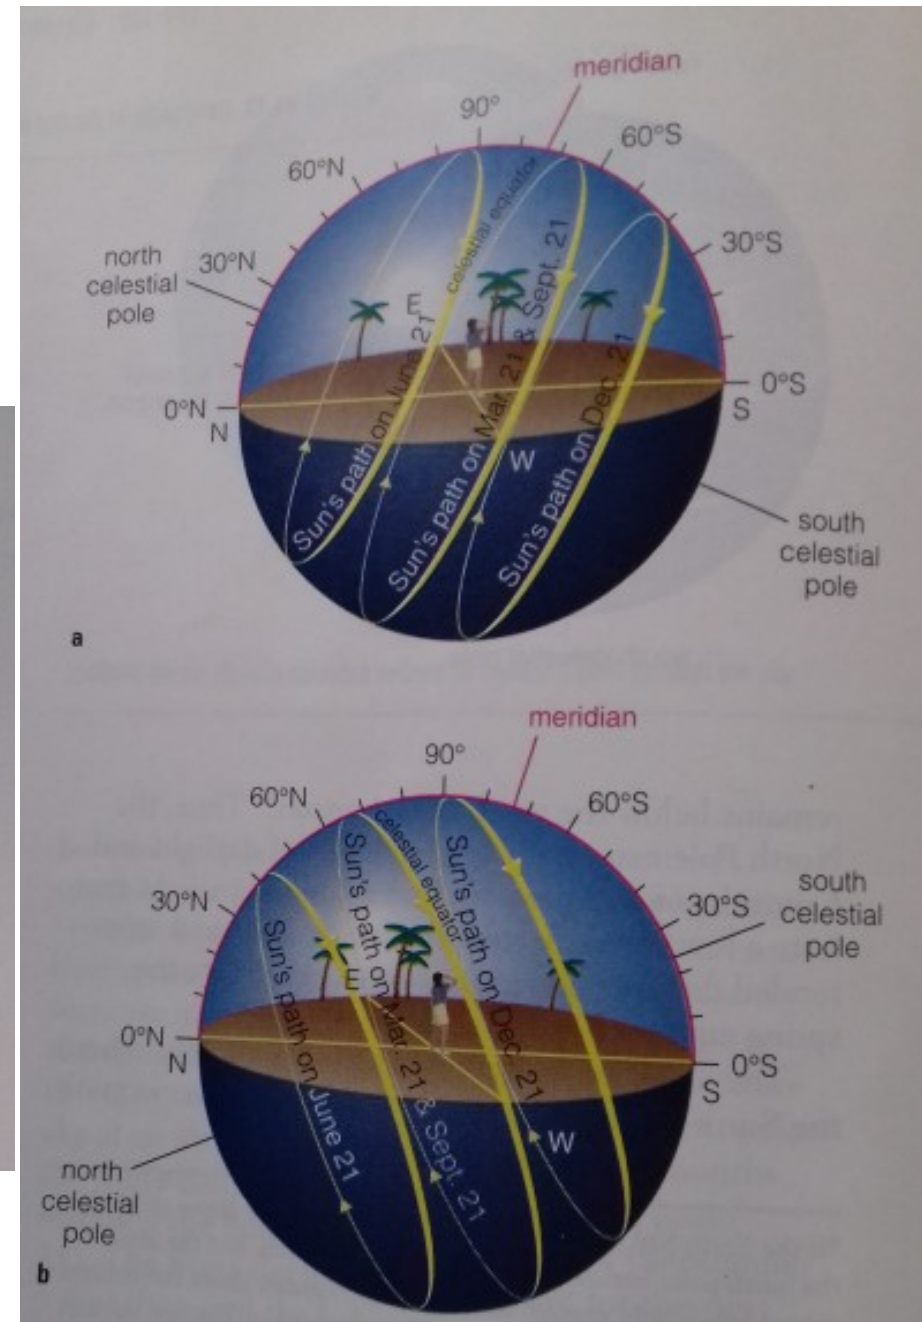 meridian
90°
60°N
60°S
celestial equator
30°N
30°S
north
celestial
pole
E
Sun's path on June 21
Sun's path on Mar. 21 & Sept. 21
Sun's path on Dec. 21
0°N
N
0°S
S
W
south
celestial
pole
a
meridian
90°
60°N
60°S
celestial equator
30°N
30°S
south
celestial
pole
E
Sun's path on June 21
Sun's path on Mar. 21 & Sept. 21
Sun's path on Dec. 21
0°N
N
0°S
S
W
north
celestial
pole
b